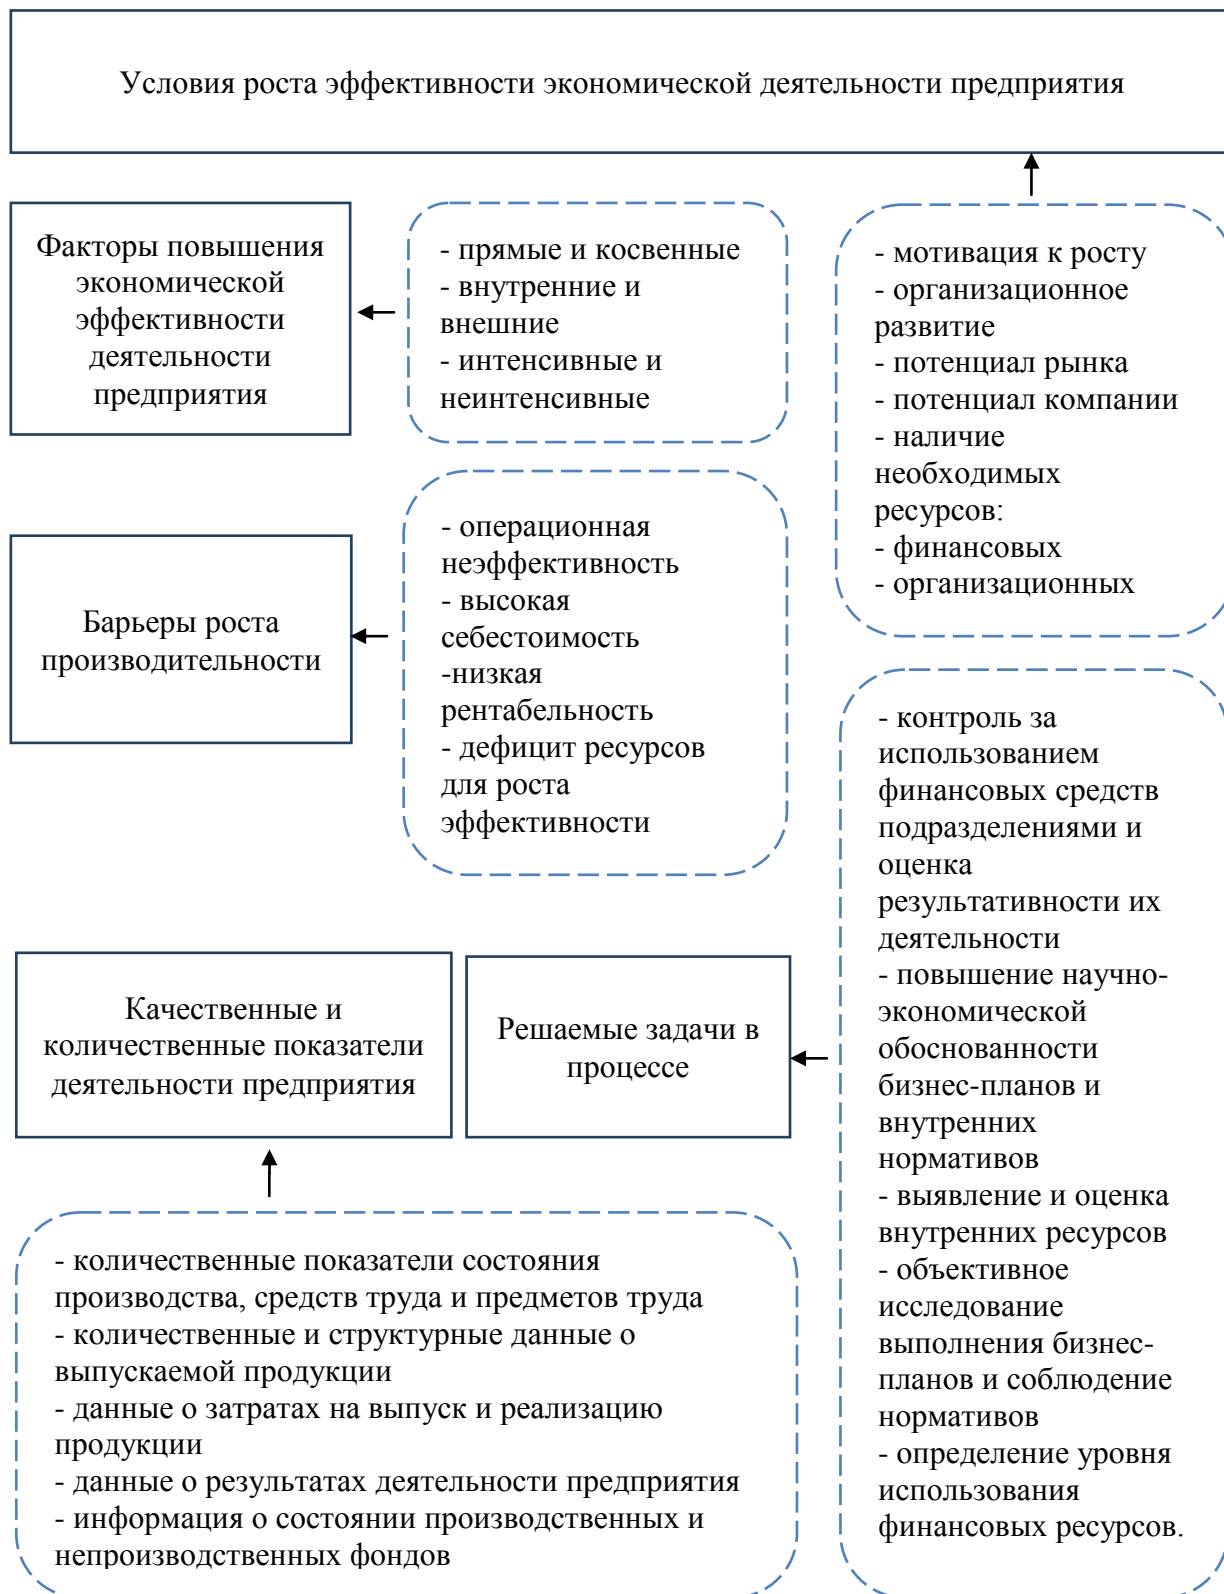 Условия роста эффективности экономической деятельности предприятия
Факторы повышения
экономической
эффективности
деятельности
предприятия
- прямые и косвенные
- внутренние и
внешние
- интенсивные и
неинтенсивные
- мотивация к росту
- организационное
развитие
- потенциал рынка
- потенциал компании
- наличие
необходимых
ресурсов:
- финансовых
- организационных
Барьеры роста
производительности
- операционная
неэффективность
- высокая
себестоимость
-низкая
рентабельность
- дефицит ресурсов
для роста
эффективности
- контроль за
использованием
финансовых средств
подразделениями и
оценка
результативности их
деятельности
- повышение научно-
экономической
обоснованности
бизнес-планов и
внутренних
нормативов
- выявление и оценка
внутренних ресурсов
- объективное
исследование
выполнения бизнес-
планов и соблюдение
нормативов
- определение уровня
использования
финансовых ресурсов.
Качественные и
количественные показатели
деятельности предприятия
Решаемые задачи в
процессе
- количественные показатели состояния
производства, средств труда и предметов труда
- количественные и структурные данные о
выпускаемой продукции
- данные о затратах на выпуск и реализацию
продукции
- данные о результатах деятельности предприятия
- информация о состоянии производственных и
непроизводственных фондов